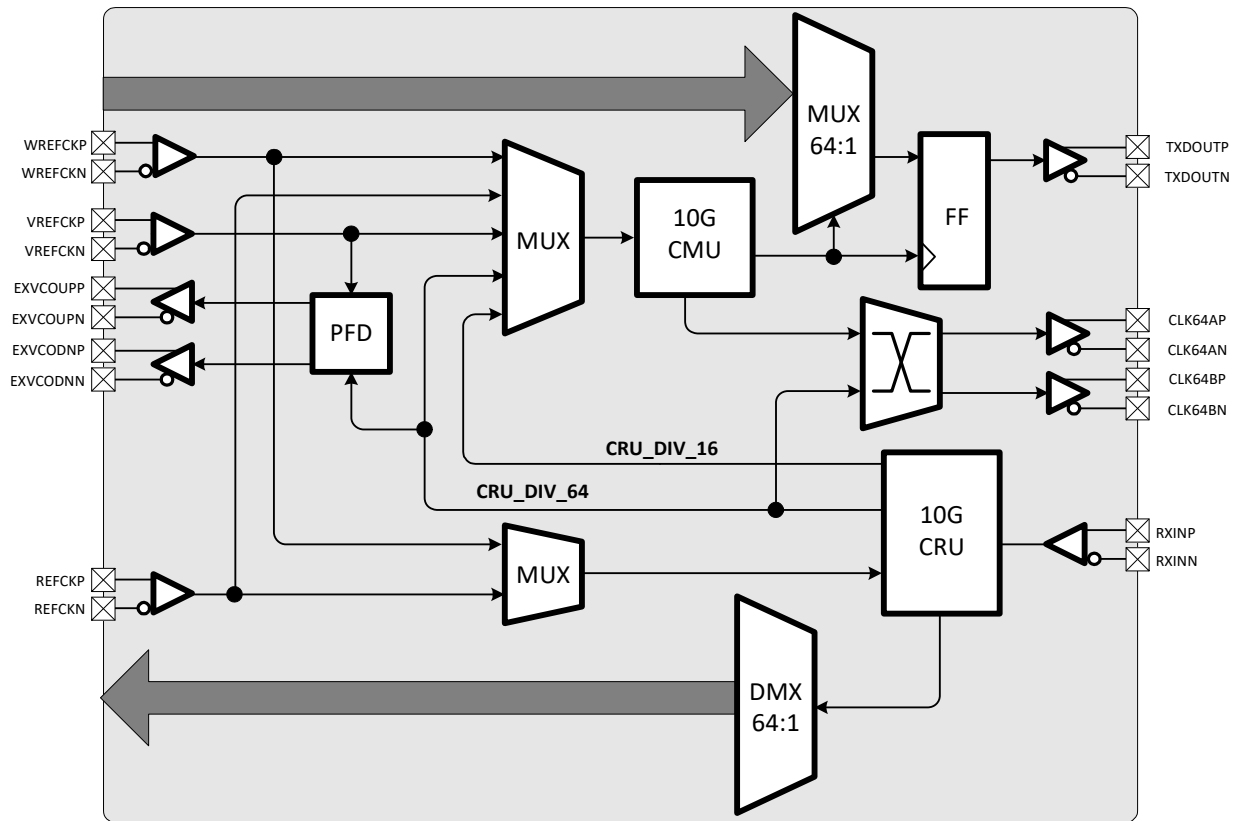 MUX
64:1
WREFCKP
WREFCKN
TXDOUTP
TXDOUTN
VREFCKP
VREFCKN
MUX
10G
CMU
FF
EXVCOUPP
EXVCOUPN
EXVCODNP
EXVCODNN
PFD
CLK64AP
CLK64AN
CLK64BP
CLK64BN
CRU_DIV_16
CRU_DIV_64
10G
CRU
RXINP
RXINN
REFCKP
REFCKN
MUX
DMX
64:1